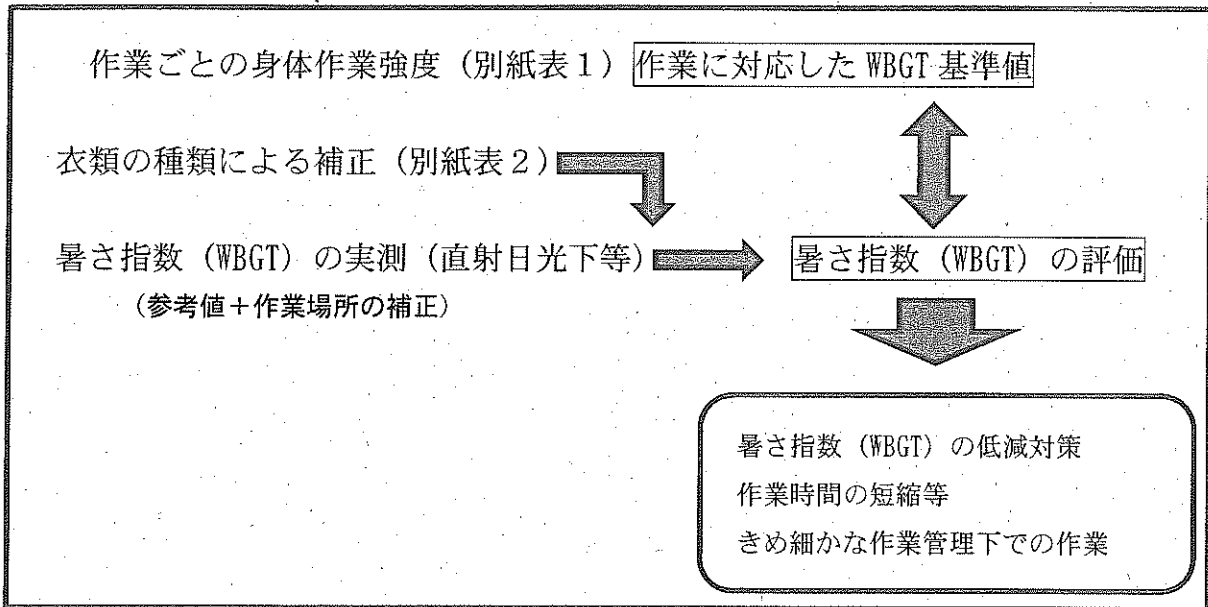 作業ごとの身体作業強度（別紙表１）作業に対応した WBGT 基準値
衣類の種類による補正（別紙表２）
暑さ指数（WBGT）の実測（直射日光下等）
暑さ指数（WBGT）の評価
（参考値＋作業場所の補正）
暑さ指数（WBGT）の低減対策
作業時間の短縮等
きめ細かな作業管理下での作業